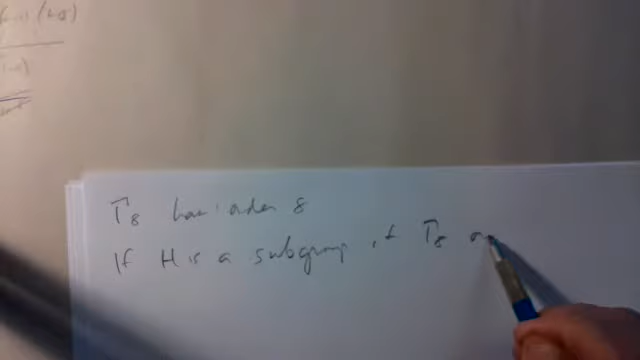 T₈ has order 8
If H is a subgroup of T₈ a